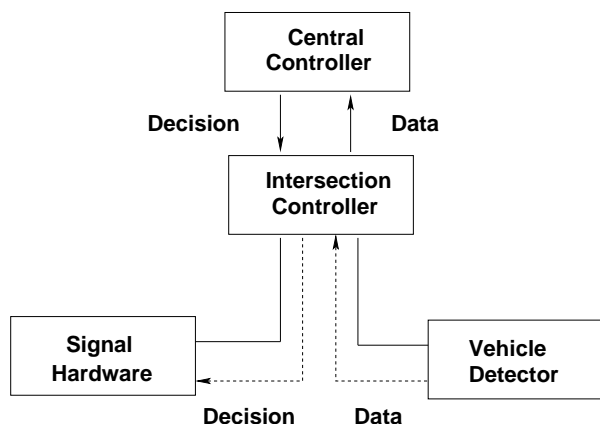 Central
Controller
Decision
Data
Intersection
Controller
Signal
Hardware
Vehicle
Detector
Decision
Data